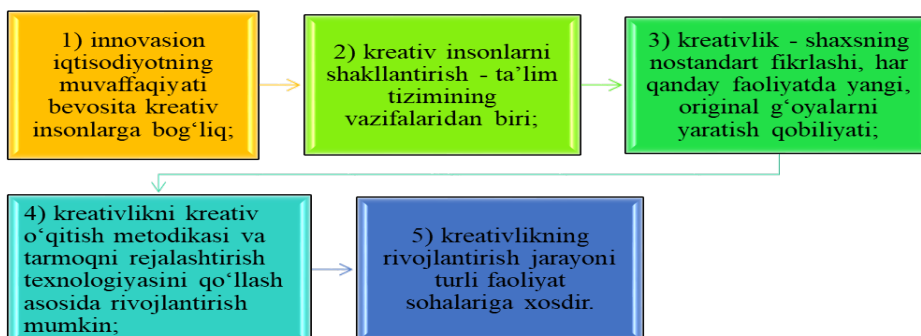 1) innovasion
iqtisodiyotning
muvaffaqiyati
bevosita kreativ
insonlarga bog‘liq;
2) kreativ insonlarni
shakllantirish - ta’lim
tizimining
vazifalaridan biri;
3) kreativlik - shaxsning
nostandart fikrlashi, har
qanday faoliyatda yangi,
original g‘oyalarni
yaratish qobiliyati;
4) kreativlikni kreativ
o‘qitish metodikasi va
tarmoqni rejalashtirish
texnologiyasini qo‘llash
asosida rivojlantirish
mumkin;
5) kreativlikning
rivojlantirish jarayoni
turli faoliyat
sohalariga xosdir.